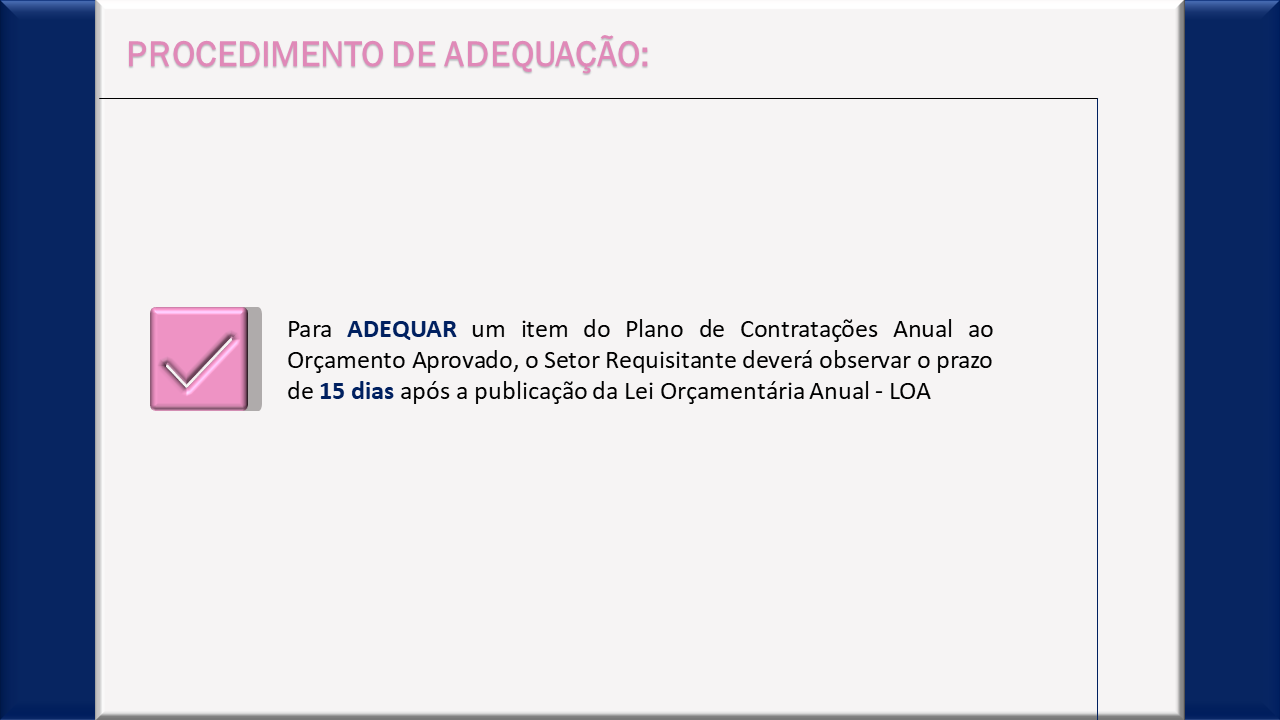 PROCEDIMENTO DE ADEQUAÇÃO:
Para ADEQUAR um item do Plano de Contratações Anual ao
Orçamento Aprovado, o Setor Requisitante deverá observar o prazo
de 15 dias após a publicação da Lei Orçamentária Anual - LOA